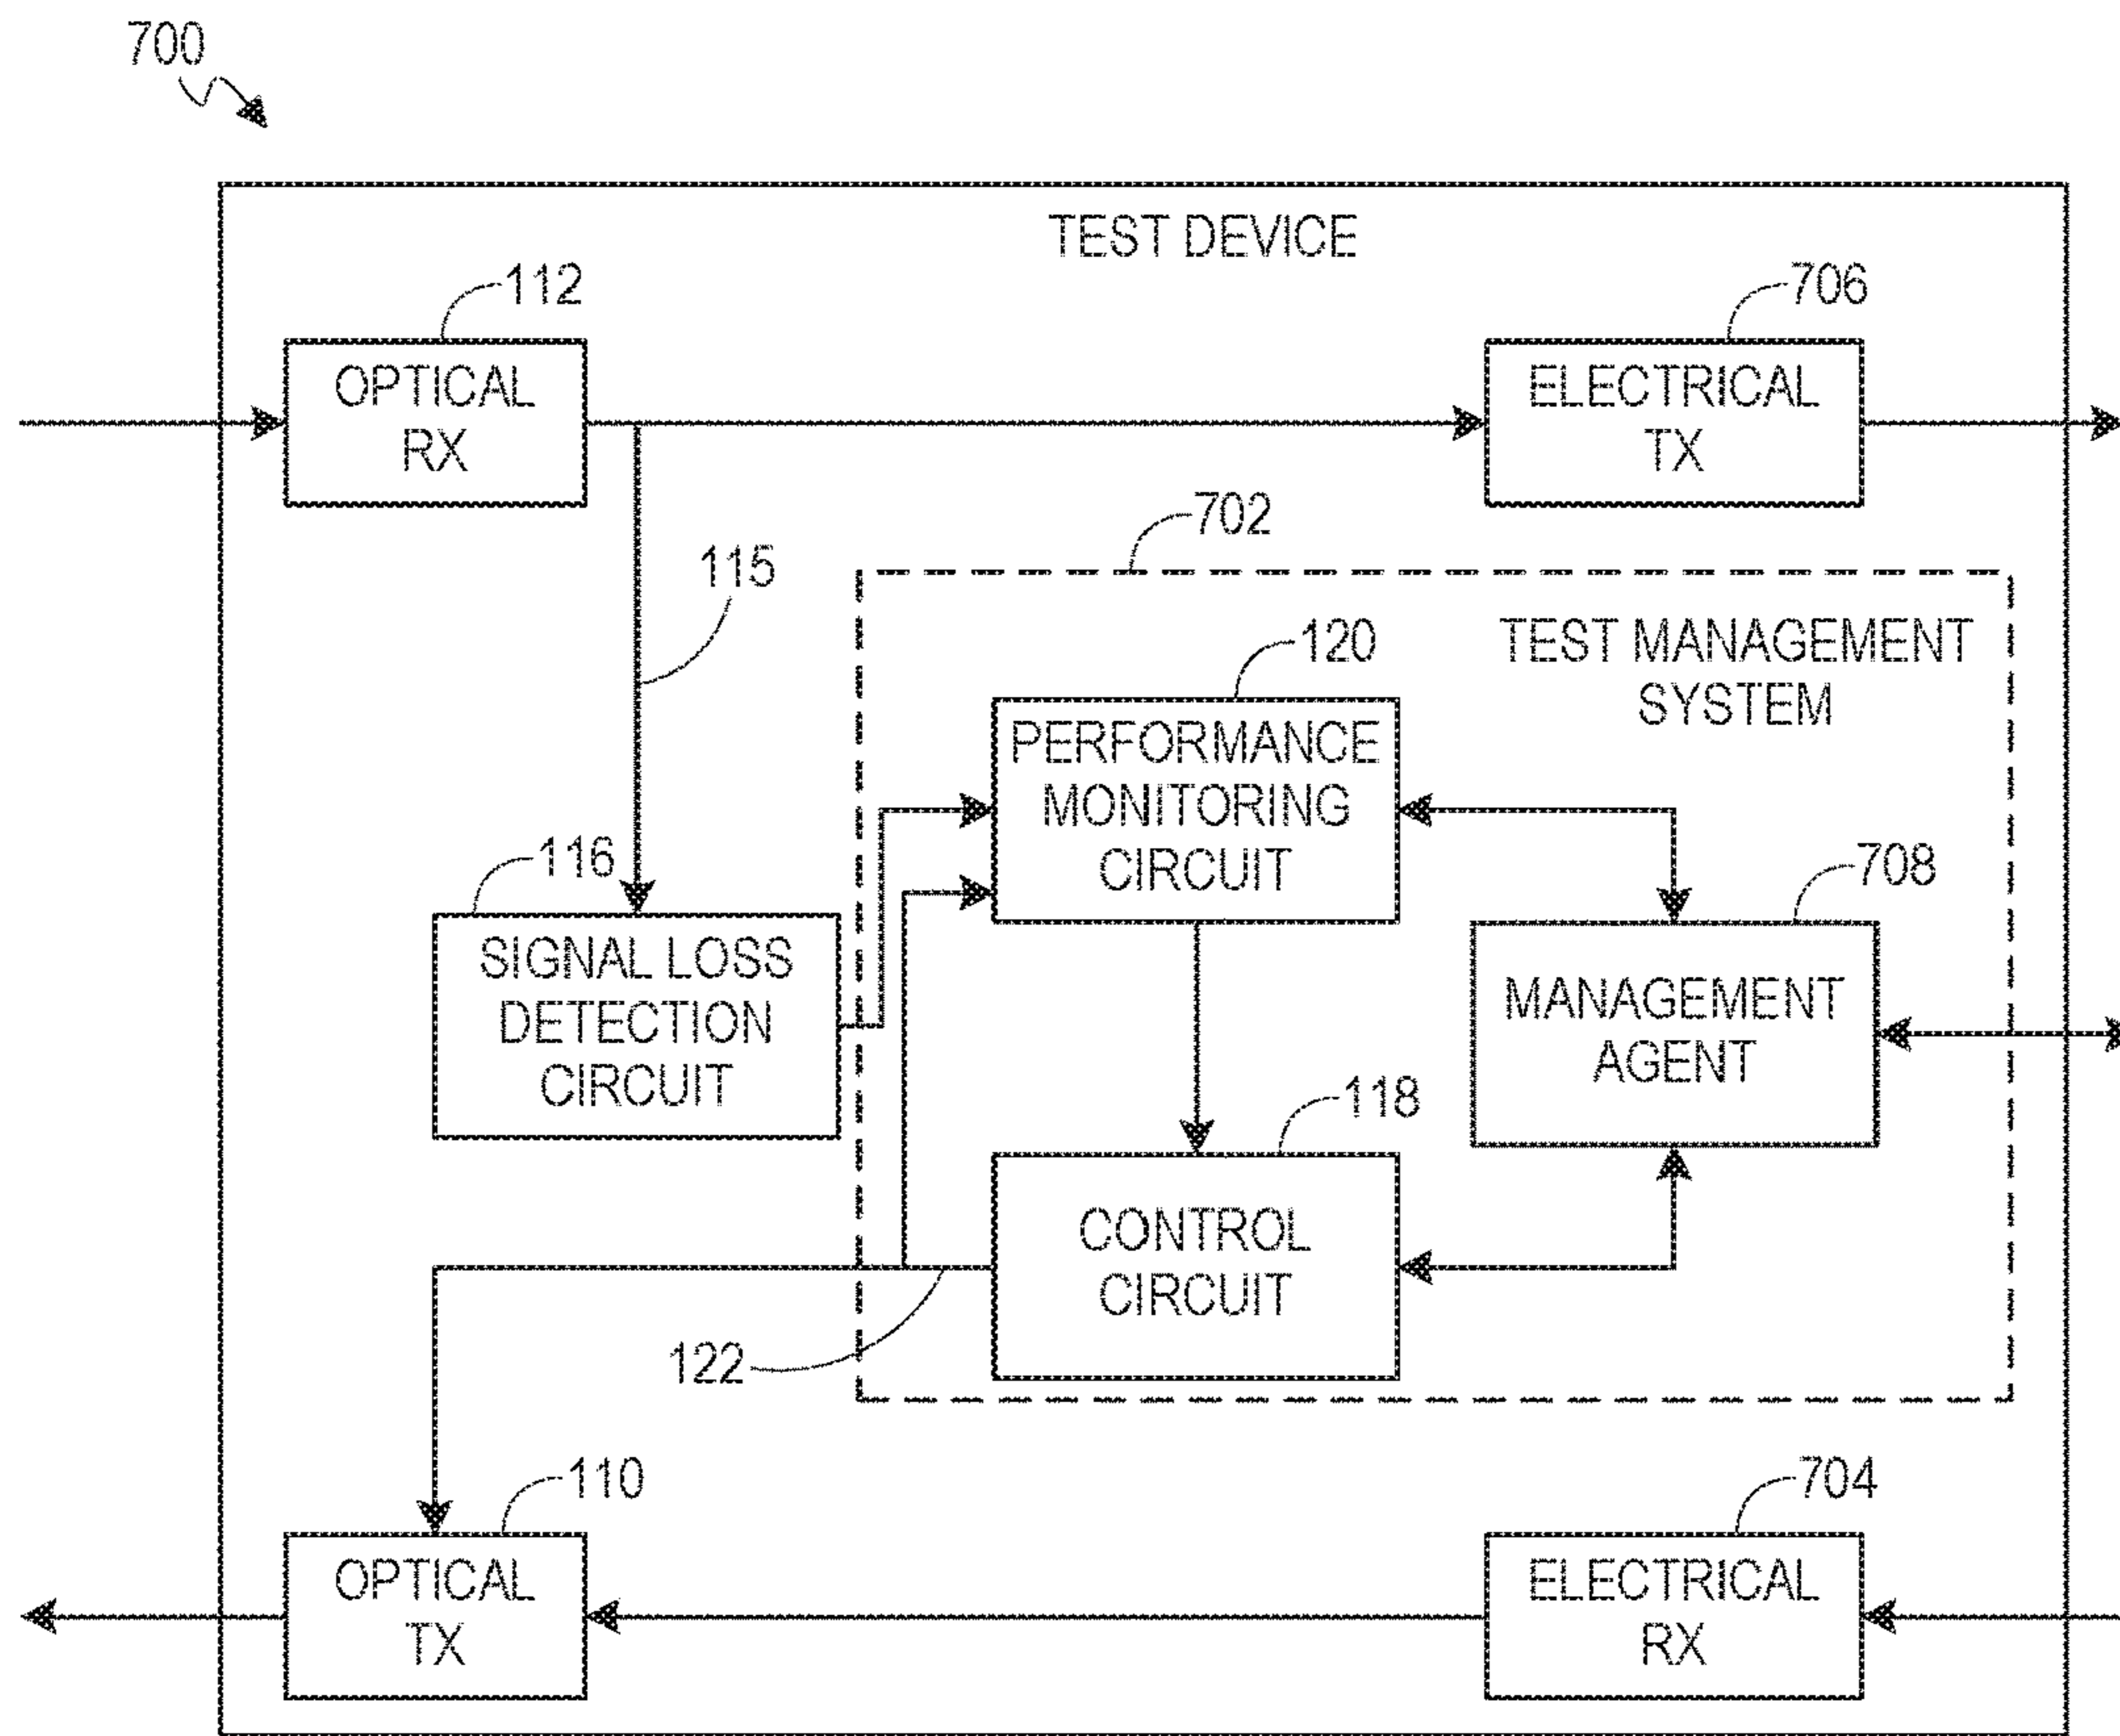 700
TEST DEVICE
112
706
OPTICAL
RX
ELECTRICAL
TX
702
115
120
TEST MANAGEMENT
SYSTEM
PERFORMANCE
MONITORING
CIRCUIT
116
708
SIGNAL LOSS
DETECTION
CIRCUIT
MANAGEMENT
AGENT
118
CONTROL
CIRCUIT
122
110
704
OPTICAL
TX
ELECTRICAL
RX